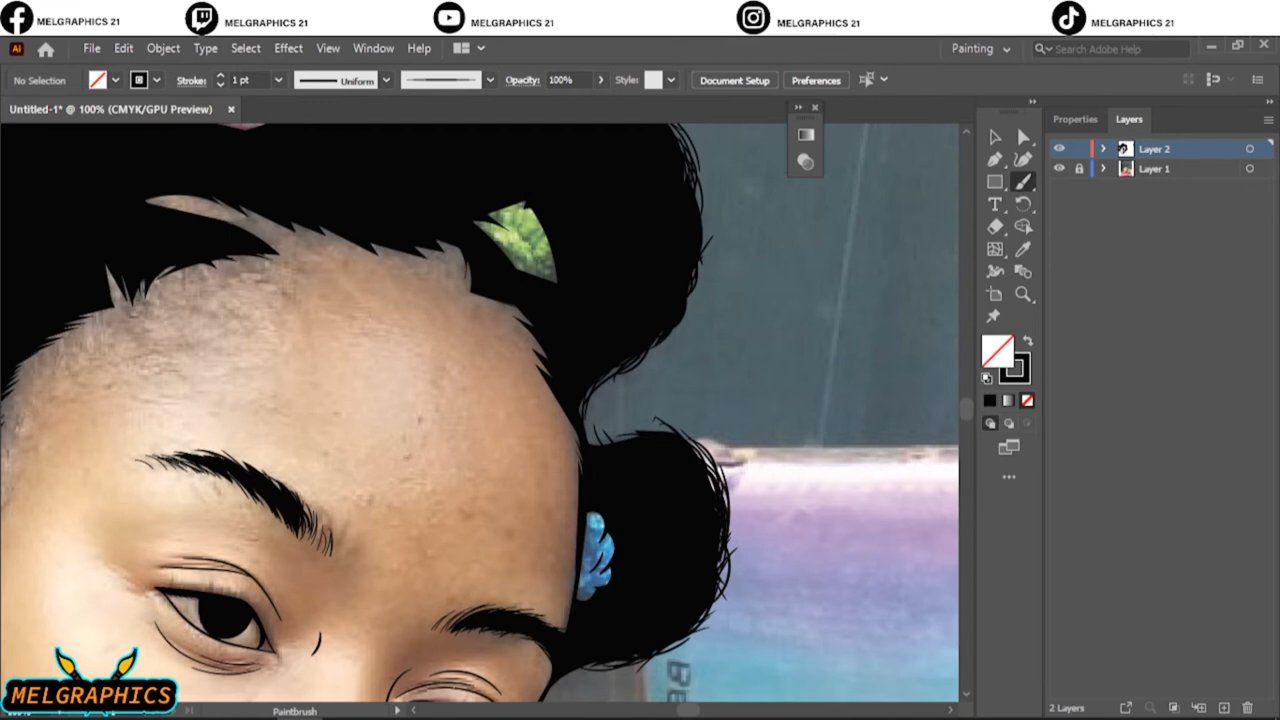 MELGRAPHICS 21 MELGRAPHICS 21 MELGRAPHICS 21 MELGRAPHICS 21 MELGRAPHICS 21
Ai File Edit Object Type Select Effect View Window Help Painting Search Adobe Help
No Selection Stroke: 1 pt Uniform Opacity: 100% Style: Document Setup Preferences
Untitled-1* @ 100% (CMYK/GPU Preview)
Properties Layers
Layer 2
Layer 1
Be
MELGRAPHICS
Paintbrush
2 Layers